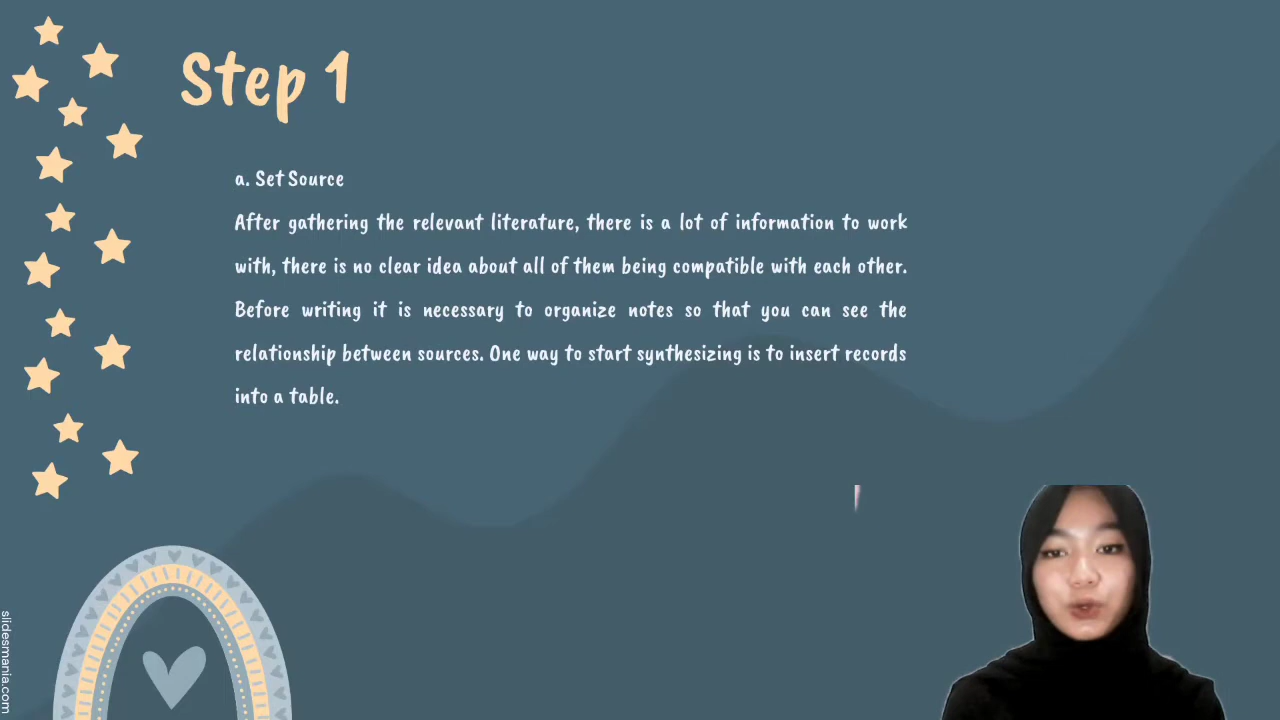 Step 1
a. Set Source
After gathering the relevant literature, there is a lot of information to work
with, there is no clear idea about all of them being compatible with each other.
Before writing it is necessary to organize notes so that you can see the
relationship between sources. One way to start synthesizing is to insert records
into a table.
slidesmania.com